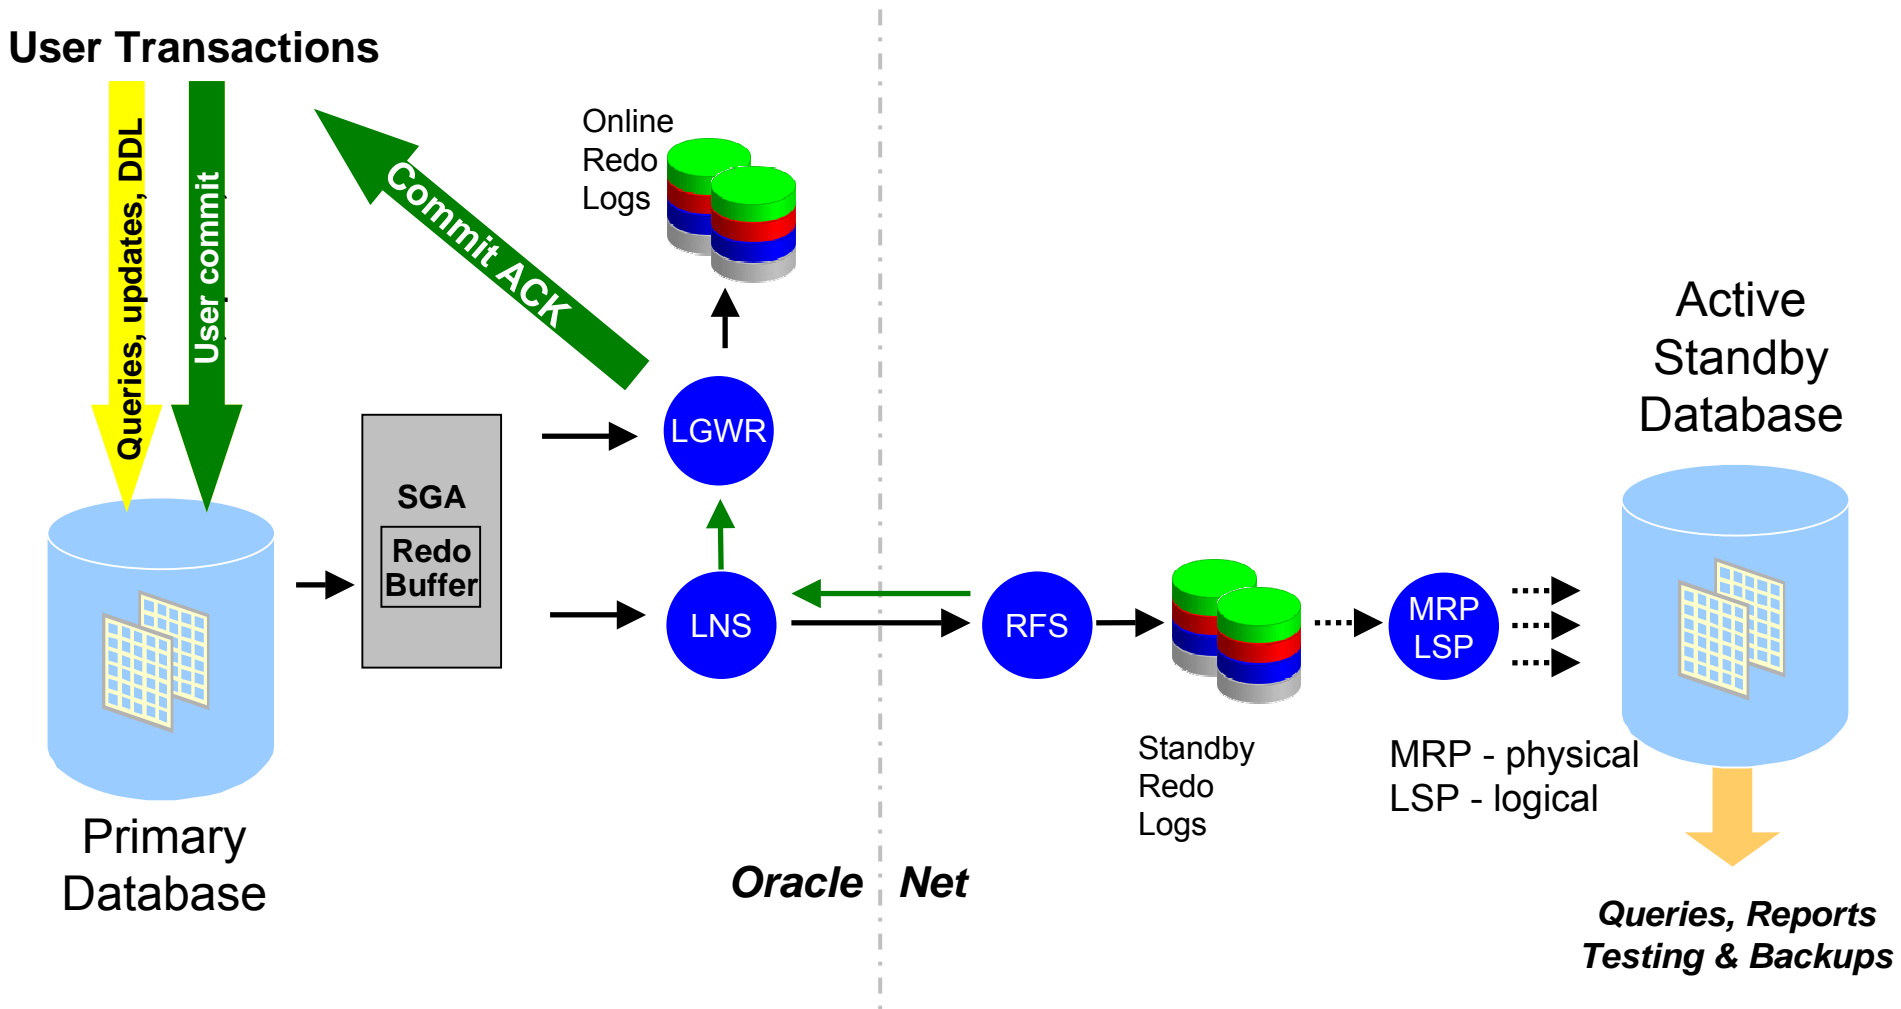 User Transactions
Queries, updates, DDL
User commit
Commit ACK
Online
Redo
Logs
LGWR
SGA
Redo
Buffer
LNS
RFS
MRP
LSP
Active
Standby
Database
Standby
Redo
Logs
MRP - physical
LSP - logical
Primary
Database
Oracle Net
Queries, Reports
Testing & Backups